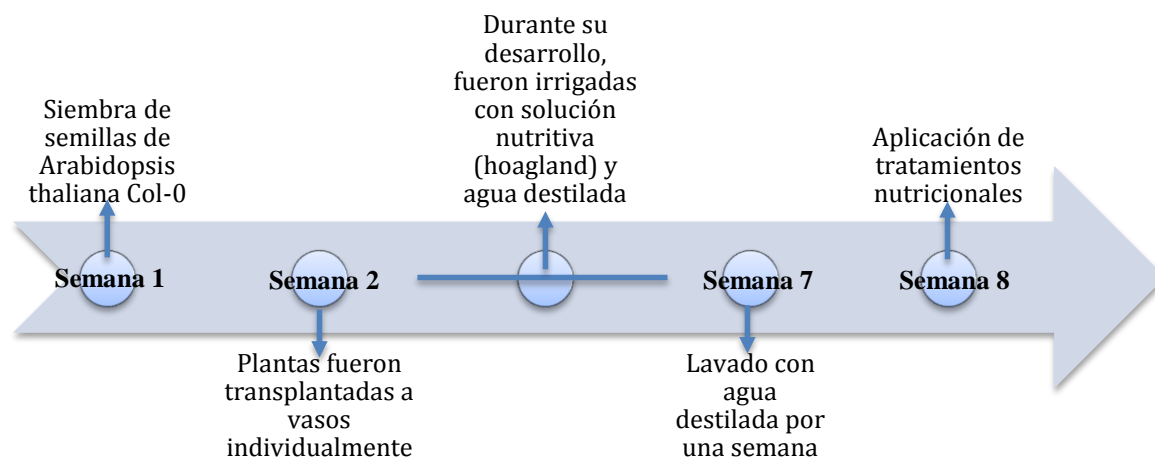 Siembra de
semillas de
Arabidopsis
thaliana Col-0
Semana 1
Semana 2
Plantas fueron
transplantadas a
vasos
individualmente
Durante su
desarrollo,
fueron irrigadas
con solución
nutritiva
(hoagland) y
agua destilada
Semana 7
Lavado con
agua
destilada por
una semana
Aplicación de
tratamientos
nutricionales
Semana 8